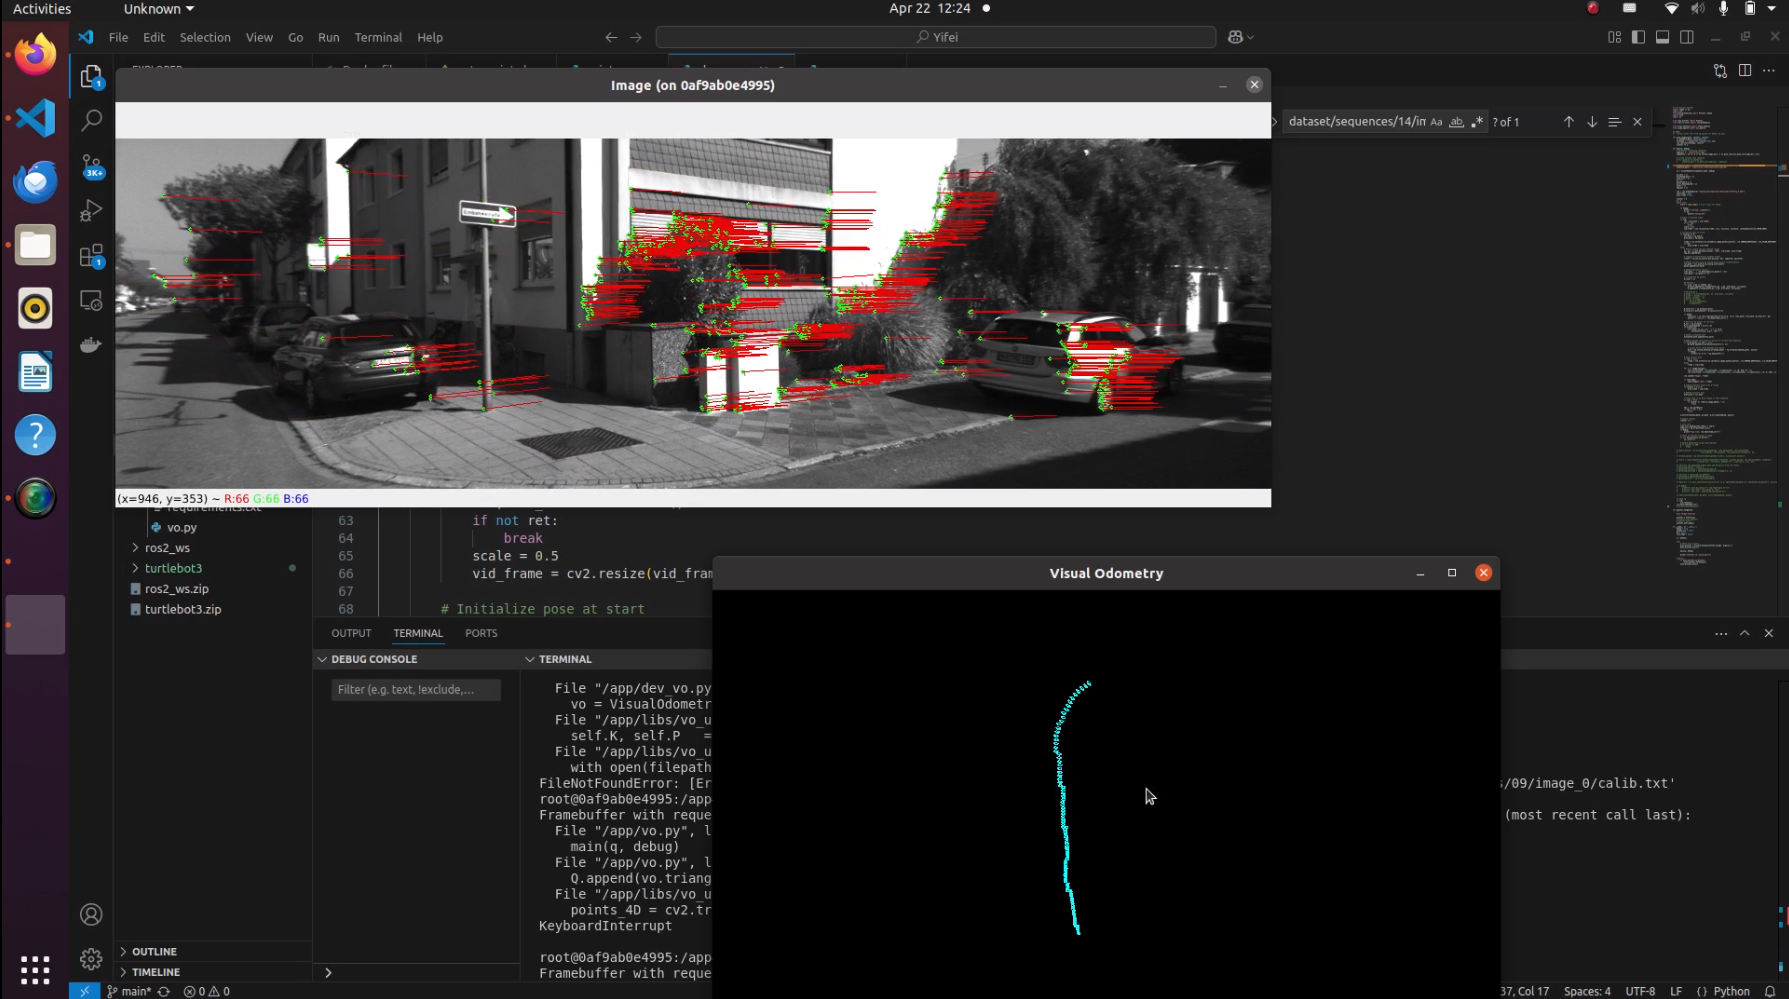 Activities
Unknown
Apr 22 12:24
File Edit Selection View Go Run Terminal Help
Yifei
Image (on 0af9ab0e4995)
dataset/sequences/14/in
Aa ab .*
? of 1
3K+
1
1
(x=946, y=353) ~ R:66 G:66 B:66
requirements.txt
vo.py
ros2_ws
turtlebot3
ros2_ws.zip
turtlebot3.zip
63 if not ret:
64 break
65 scale = 0.5
66 vid_frame = cv2.resize(vid_fram
67
68 # Initialize pose at start
Visual Odometry
OUTPUT TERMINAL PORTS
DEBUG CONSOLE
Filter (e.g. text, !exclude,...
TERMINAL
File "/app/dev_vo.py
vo = VisualOdometr
File "/app/libs/vo_u
self.K, self.P =
File "/app/libs/vo_u
with open(filepath
FileNotFoundError: [Er
s/09/image_0/calib.txt'
root@0af9ab0e4995:/app
Framebuffer with reque
(most recent call last):
File "/app/vo.py", l
main(q, debug)
File "/app/vo.py", l
Q.append(vo.triang
File "/app/libs/vo_u
points_4D = cv2.tr
KeyboardInterrupt
root@0af9ab0e4995:/app
Framebuffer with reque
OUTLINE
TIMELINE
main* 0 0
37, Col 17 Spaces: 4 UTF-8 LF {} Python